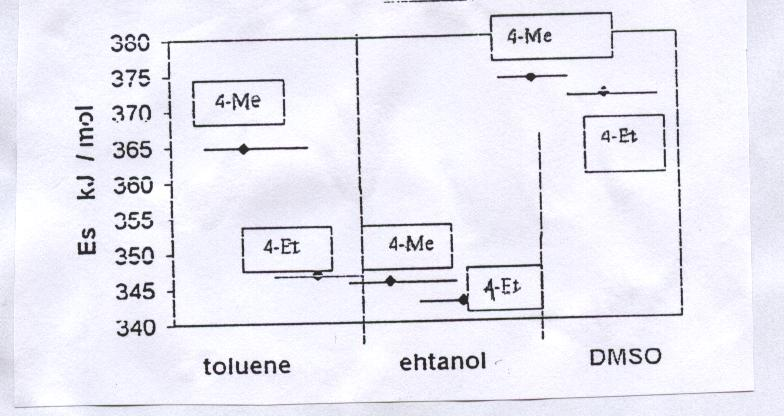 380
375
370
365
360
355
350
345
340
Es kJ /mol
4-Me
4-Et
4-Me
4-Et
4-Me
4-Et
toluene
ehtanol
DMSO